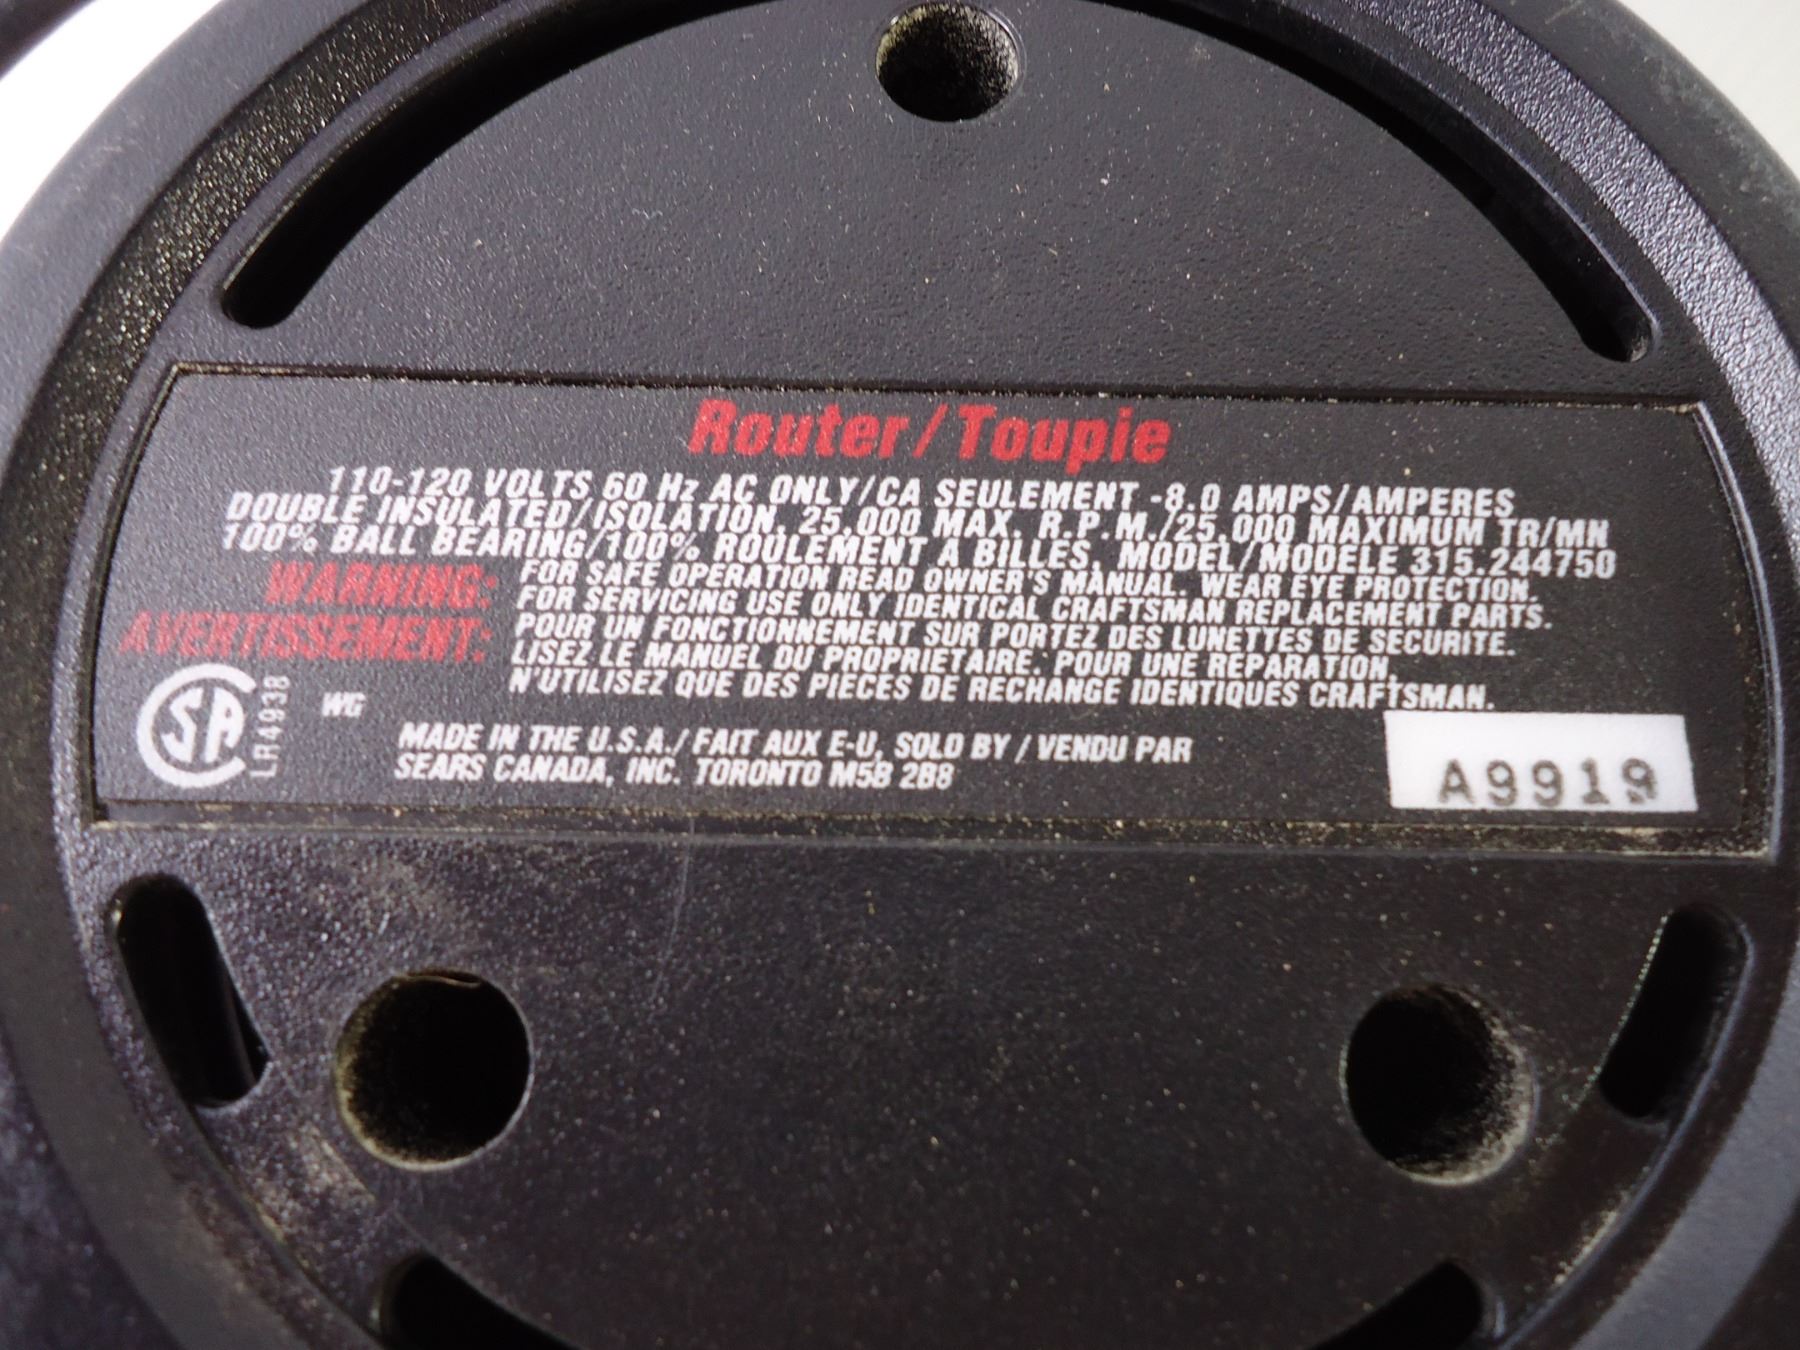 Router / Toupie
110-120 VOLTS 60 Hz AC ONLY/CA SEULEMENT -8.0 AMPS/AMPERES
DOUBLE INSULATED/ISOLATION, 25,000 MAX. R.P.M./25,000 MAXIMUM TR/MN
100% BALL BEARING/100% ROULEMENT A BILLES, MODEL/MODELE 315.244750
WARNING: FOR SAFE OPERATION READ OWNER'S MANUAL. WEAR EYE PROTECTION.
FOR SERVICING USE ONLY IDENTICAL CRAFTSMAN REPLACEMENT PARTS.
AVERTISSEMENT: POUR UN FONCTIONNEMENT SUR PORTEZ DES LUNETTES DE SECURITE.
LISEZ LE MANUEL DU PROPRIETAIRE. POUR UNE REPARATION,
N'UTILISEZ QUE DES PIECES DE RECHANGE IDENTIQUES CRAFTSMAN.
CSA
LR4938
WG
MADE IN THE U.S.A./ FAIT AUX E-U, SOLD BY / VENDU PAR
SEARS CANADA, INC. TORONTO M5B 2B8
A9919